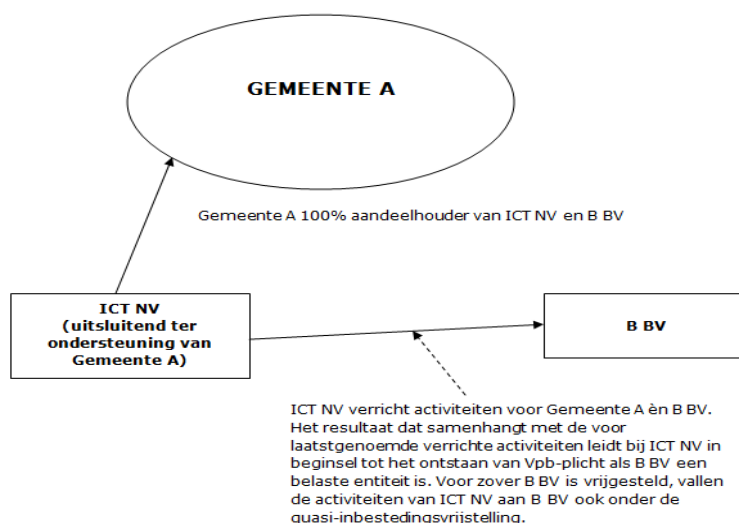 GEMEENTE A
Gemeente A 100% aandeelhouder van ICT NV en B BV
ICT NV
(uitsluitend ter
ondersteuning van
Gemeente A)
B BV
ICT NV verricht activiteiten voor Gemeente A èn B BV.
Het resultaat dat samenhangt met de voor
laatstgenoemde verrichte activiteiten leidt bij ICT NV in
beginsel tot het ontstaan van Vpb-plicht als B BV een
belaste entiteit is. Voor zover B BV is vrijgesteld, vallen
de activiteiten van ICT NV aan B BV ook onder de
quasi-inbestedingsvrijstelling.